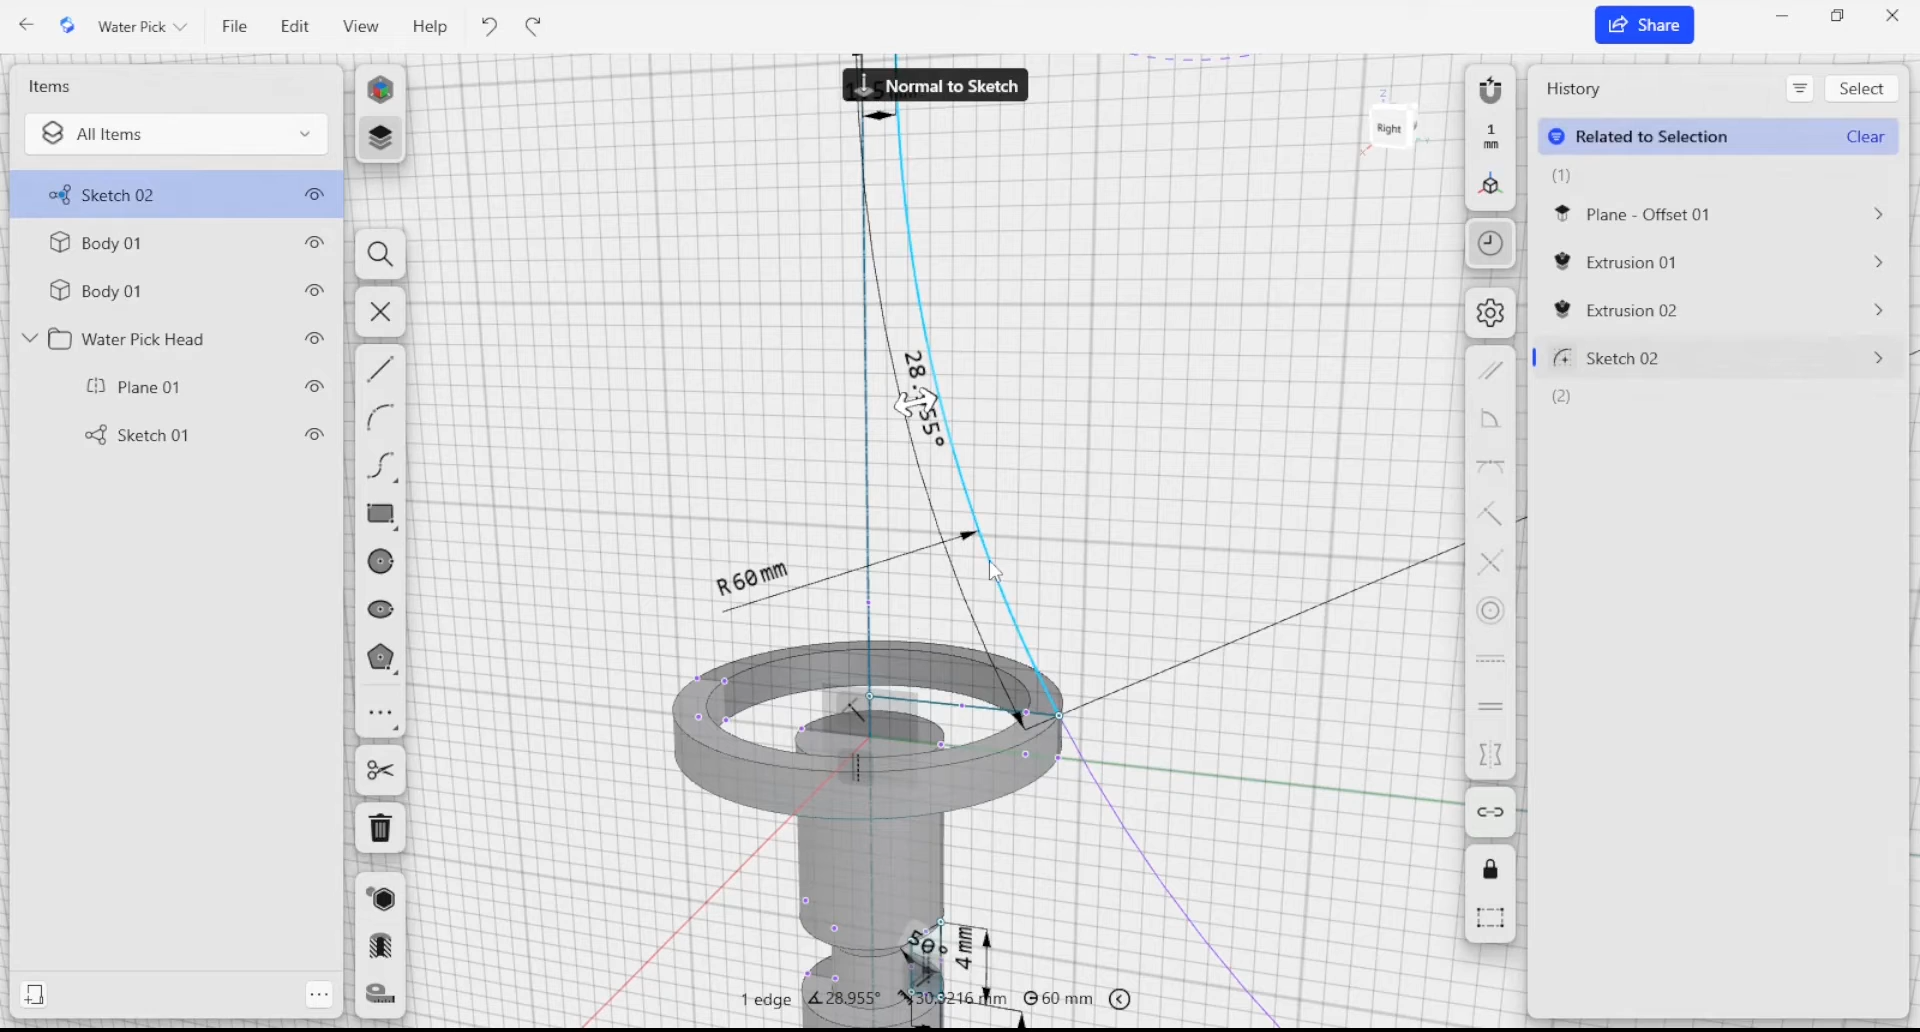 Water Pick
File
Edit
View
Help
Share
Items
All Items
Sketch 02
Body 01
Body 01
Water Pick Head
Plane 01
Sketch 01
Normal to Sketch
Z
Right
1
mm
History
Select
Related to Selection
Clear
(1)
Plane - Offset 01
Extrusion 01
Extrusion 02
Sketch 02
(2)
R60 mm
50°
4 mm
1 edge
28.955°
60 mm